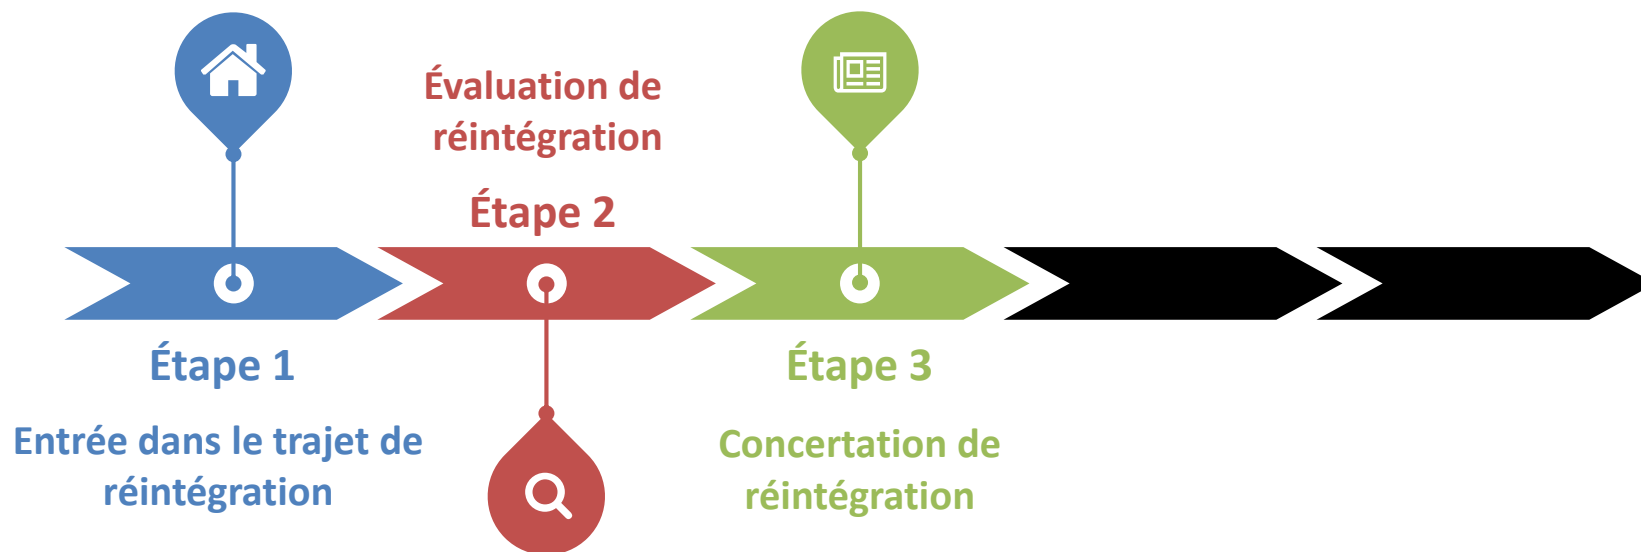 Étape 1
Entrée dans le trajet de
réintégration
Évaluation de
réintégration
Étape 2
Étape 3
Concertation de
réintégration